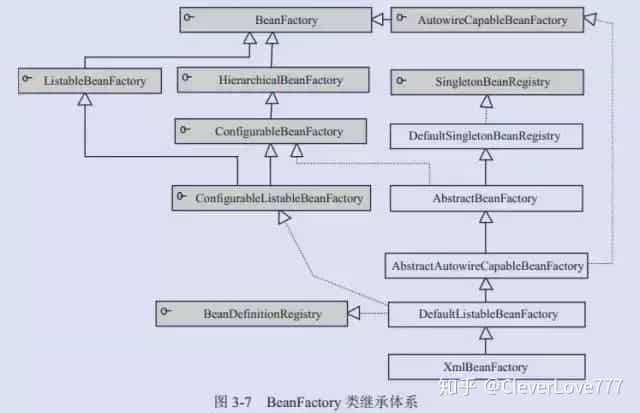 BeanFactory
AutowireCapableBeanFactory
ListableBeanFactory
HierarchicalBeanFactory
SingletonBeanRegistry
ConfigurableBeanFactory
DefaultSingletonBeanRegistry
ConfigurableListableBeanFactory
AbstractBeanFactory
AbstractAutowireCapableBeanFactory
BeanDefinitionRegistry
DefaultListableBeanFactory
XmlBeanFactory
知乎 @CleverLove777
图 3-7 BeanFactory 类继承体系